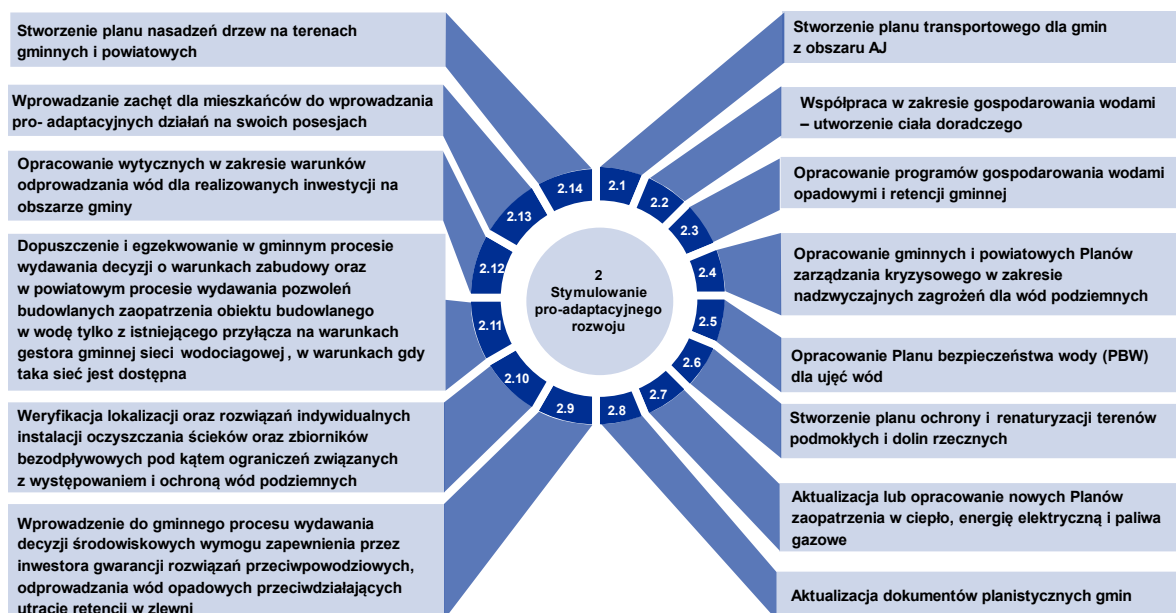 Stworzenie planu nasadzeń drzew na terenach
gminnych i powiatowych
Wprowadzanie zachęt dla mieszkańców do wprowadzania
pro- adaptacyjnych działań na swoich posesjach
Opracowanie wytycznych w zakresie warunków
odprowadzania wód dla realizowanych inwestycji na
obszarze gminy
Dopuszczenie i egzekwowanie w gminnym procesie
wydawania decyzji o warunkach zabudowy oraz
w powiatowym procesie wydawania pozwoleń
budowlanych zaopatrzenia obiektu budowlanego
w wodę tylko z istniejącego przyłącza na warunkach
gestora gminnej sieci wodociagowej , w warunkach gdy
taka sieć jest dostępna
Weryfikacja lokalizacji oraz rozwiązań indywidualnych
instalacji oczyszczania ścieków oraz zbiorników
bezodpływowych pod kątem ograniczeń związanych
z występowaniem i ochroną wód podziemnych
Wprowadzenie do gminnego procesu wydawania
decyzji środowiskowych wymogu zapewnienia przez
inwestora gwarancji rozwiązań przeciwpowodziowych,
odprowadzania wód opadowych przeciwdziałających
utracie retencji w zlewni
2.14
2.13
2.12
2.11
2.10
2.9
2
Stymulowanie
pro-adaptacyjnego
rozwoju
2.1
2.2
2.3
2.4
2.5
2.6
2.7
2.8
Stworzenie planu transportowego dla gmin
z obszaru AJ
Współpraca w zakresie gospodarowania wodami
– utworzenie ciała doradczego
Opracowanie programów gospodarowania wodami
opadowymi i retencji gminnej
Opracowanie gminnych i powiatowych Planów
zarządzania kryzysowego w zakresie
nadzwyczajnych zagrożeń dla wód podziemnych
Opracowanie Planu bezpieczeństwa wody (PBW)
dla ujęć wód
Stworzenie planu ochrony i renaturyzacji terenów
podmokłych i dolin rzecznych
Aktualizacja lub opracowanie nowych Planów
zaopatrzenia w ciepło, energię elektryczną i paliwa
gazowe
Aktualizacja dokumentów planistycznych gmin